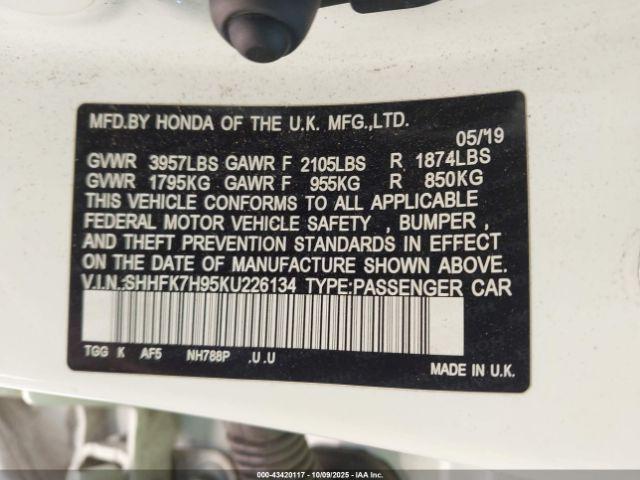 MFD.BY HONDA OF THE U.K. MFG.,LTD.
05/'19
GVWR 3957LBS GAWR F 2105LBS R 1874LBS
GVWR 1795KG GAWR F 955KG R 850KG
THIS VEHICLE CONFORMS TO ALL APPLICABLE
FEDERAL MOTOR VEHICLE SAFETY , BUMPER ,
AND THEFT PREVENTION STANDARDS IN EFFECT
ON THE DATE OF MANUFACTURE SHOWN ABOVE.
V.I.N.:SHHFK7H95KU226134 TYPE:PASSENGER CAR
TGG K AF5 NH788P .U .U
MADE IN U.K.
000-43420117 - 10/09/2025 - IAA Inc.